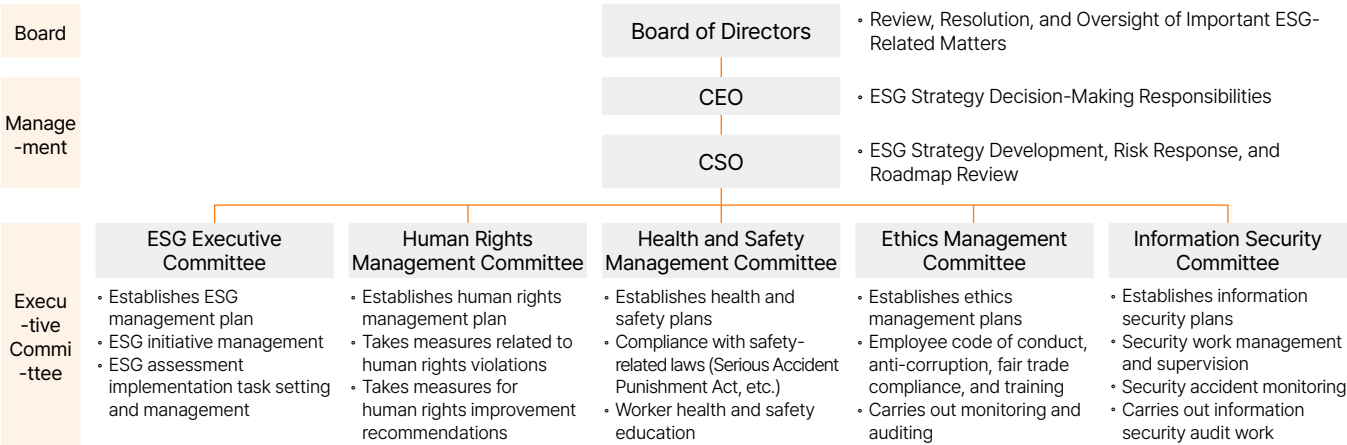 Board
Board of Directors
◦ Review, Resolution, and Oversight of Important ESG-
Related Matters
Manage
-ment
CEO
◦ ESG Strategy Decision-Making Responsibilities
CSO
◦ ESG Strategy Development, Risk Response, and
Roadmap Review
Execu
-tive
Commi
-ttee
ESG Executive
Committee
◦ Establishes ESG
management plan
◦ ESG initiative management
◦ ESG assessment
implementation task setting
and management
Human Rights
Management Committee
◦ Establishes human rights
management plan
◦ Takes measures related to
human rights violations
◦ Takes measures for
human rights improvement
recommendations
Health and Safety
Management Committee
◦ Establishes health and
safety plans
◦ Compliance with safety-
related laws (Serious Accident
Punishment Act, etc.)
◦ Worker health and safety
education
Ethics Management
Committee
◦ Establishes ethics
management plans
◦ Employee code of conduct,
anti-corruption, fair trade
compliance, and training
◦ Carries out monitoring and
auditing
Information Security
Committee
◦ Establishes information
security plans
◦ Security work management
and supervision
◦ Security accident monitoring
◦ Carries out information
security audit work